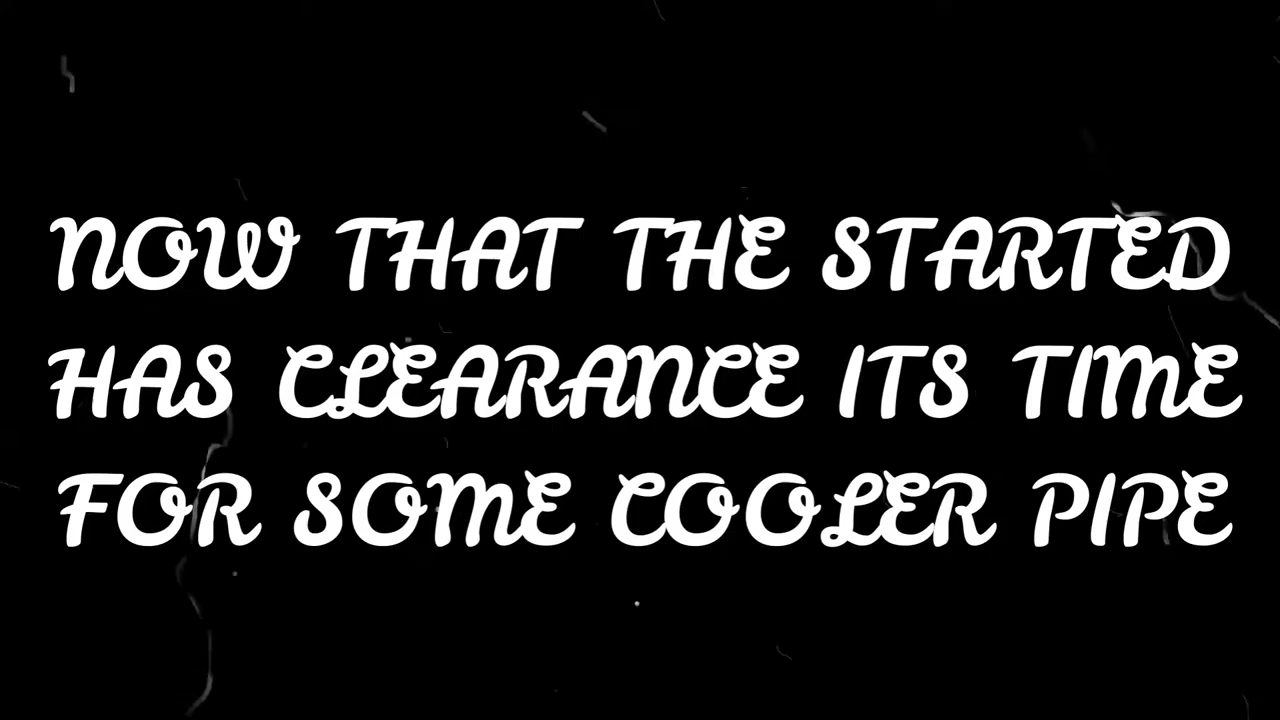 NOW THAT THE STARTED
HAS CLEARANCE ITS TIME
FOR SOME COOLER PIPE